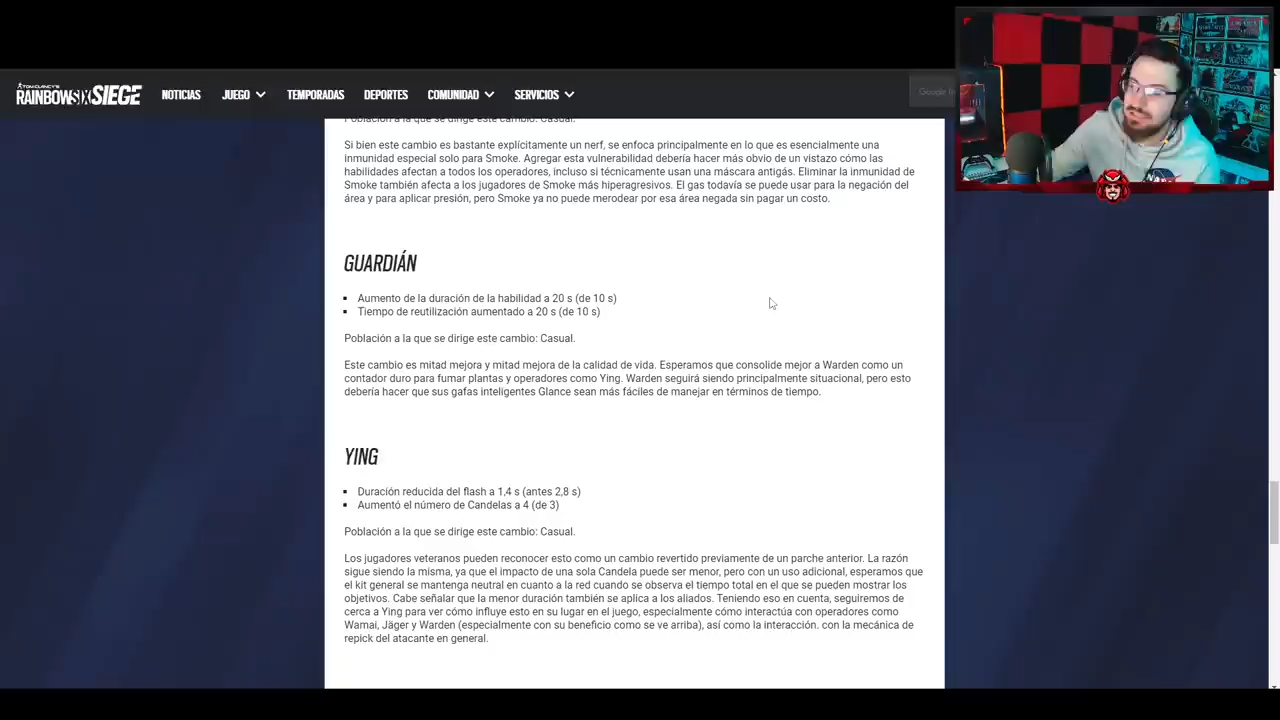 TOM CLANCY'S
RAINBOWSIX SIEGE
NOTICIAS
JUEGO
TEMPORADAS
DEPORTES
COMUNIDAD
SERVICIOS
Google
Población a la que se dirige este cambio: Casual.
Si bien este cambio es bastante explícitamente un nerf, se enfoca principalmente en lo que es esencialmente una
inmunidad especial solo para Smoke. Agregar esta vulnerabilidad debería hacer más obvio de un vistazo cómo las
habilidades afectan a todos los operadores, incluso si técnicamente usan una máscara antigás. Eliminar la inmunidad de
Smoke también afecta a los jugadores de Smoke más hiperagresivos. El gas todavía se puede usar para la negación del
área y para aplicar presión, pero Smoke ya no puede merodear por esa área negada sin pagar un costo.
GUARDIÁN
▪ Aumento de la duración de la habilidad a 20 s (de 10 s)
▪ Tiempo de reutilización aumentado a 20 s (de 10 s)
Población a la que se dirige este cambio: Casual.
Este cambio es mitad mejora y mitad mejora de la calidad de vida. Esperamos que consolide mejor a Warden como un
contador duro para fumar plantas y operadores como Ying. Warden seguirá siendo principalmente situacional, pero esto
debería hacer que sus gafas inteligentes Glance sean más fáciles de manejar en términos de tiempo.
YING
▪ Duración reducida del flash a 1,4 s (antes 2,8 s)
▪ Aumentó el número de Candelas a 4 (de 3)
Población a la que se dirige este cambio: Casual.
Los jugadores veteranos pueden reconocer esto como un cambio revertido previamente de un parche anterior. La razón
sigue siendo la misma, ya que el impacto de una sola Candela puede ser menor, pero con un uso adicional, esperamos que
el kit general se mantenga neutral en cuanto a la red cuando se observa el tiempo total en el que se pueden mostrar los
objetivos. Cabe señalar que la menor duración también se aplica a los aliados. Teniendo eso en cuenta, seguiremos de
cerca a Ying para ver cómo influye esto en su lugar en el juego, especialmente cómo interactúa con operadores como
Wamai, Jäger y Warden (especialmente con su beneficio como se ve arriba), así como la interacción. con la mecánica de
repick del atacante en general.